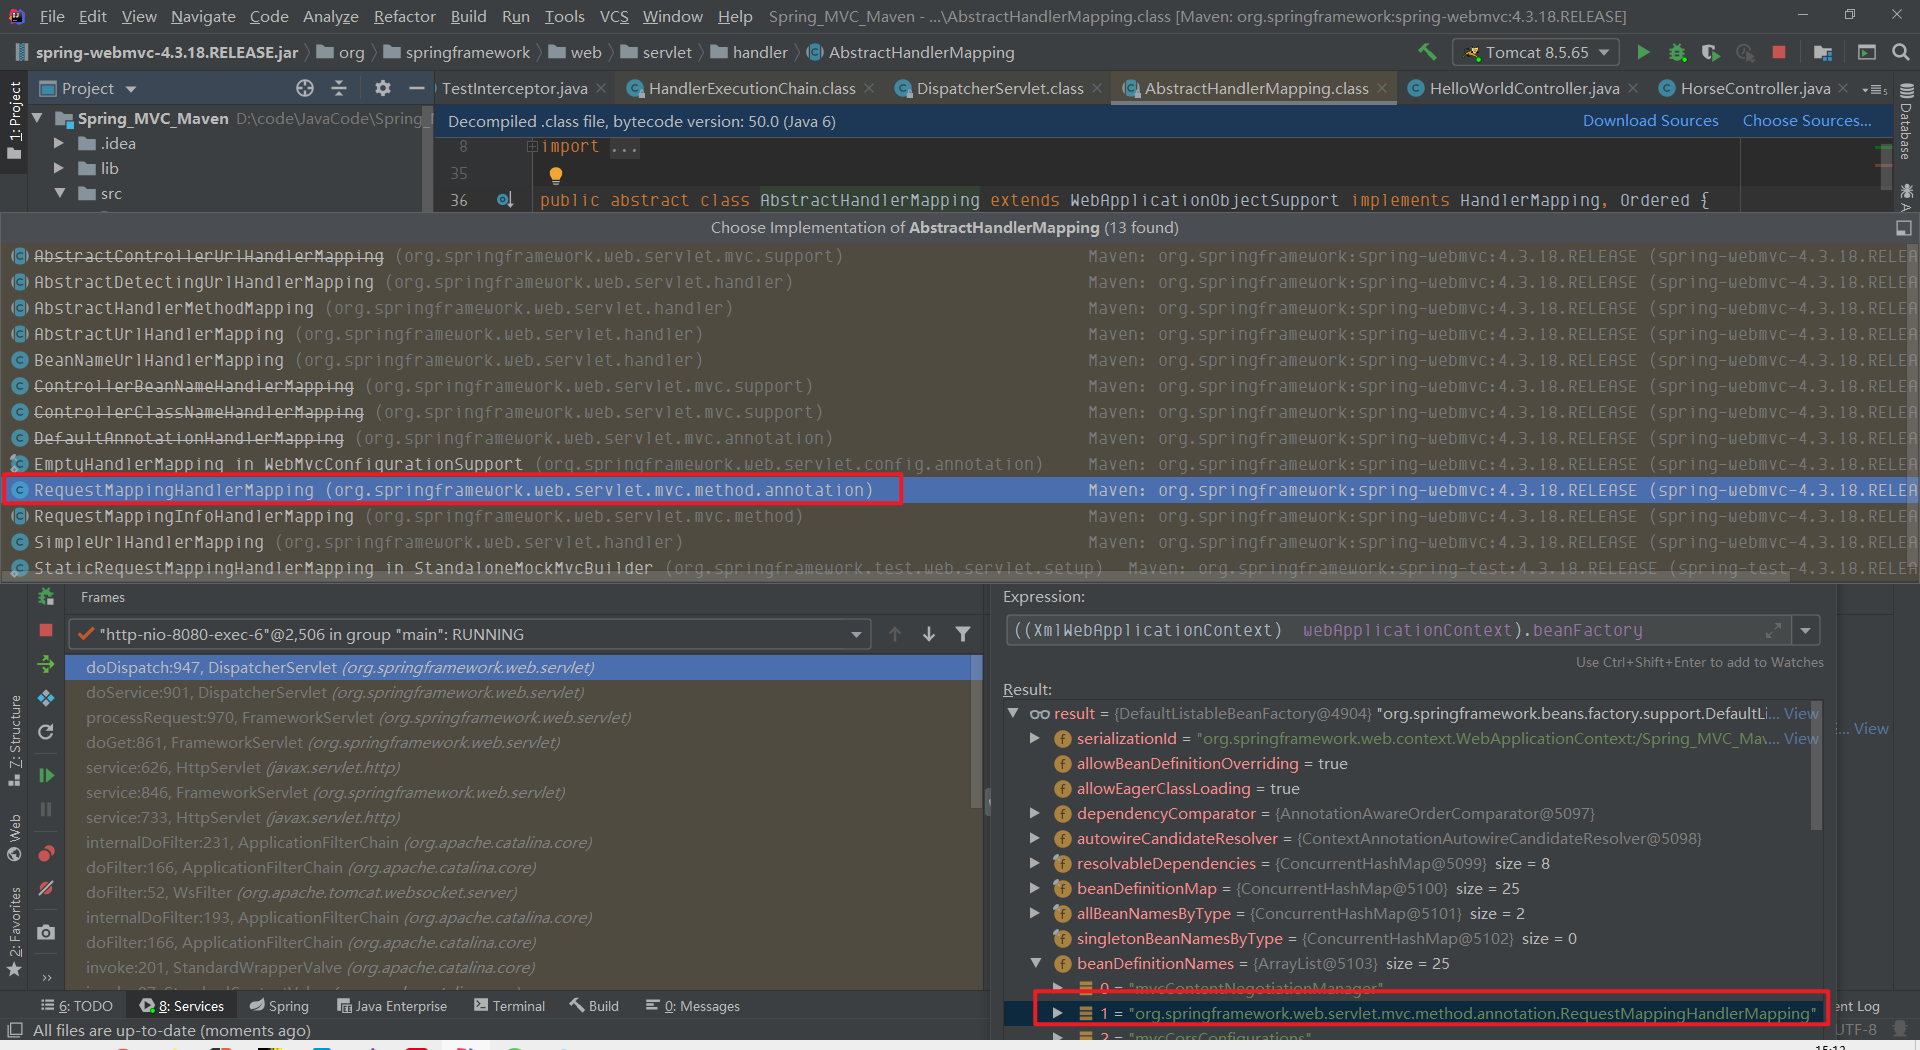 File Edit View Navigate Code Analyze Refactor Build Run Tools VCS Window Help Spring_MVC_Maven - ...\AbstractHandlerMapping.class [Maven: org.springframework:spring-webmvc:4.3.18.RELEASE]
spring-webmvc-4.3.18.RELEASE.jar org springframework web servlet handler AbstractHandlerMapping Tomcat 8.5.65
Project TestInterceptor.java HandlerExecutionChain.class DispatcherServlet.class AbstractHandlerMapping.class HelloWorldController.java HorseController.java
1: Project
Database
Spring_MVC_Maven D:\code\JavaCode\Spring_
.idea
lib
src
Decompiled .class file, bytecode version: 50.0 (Java 6) Download Sources Choose Sources...
8 import ...
35
36 public abstract class AbstractHandlerMapping extends WebApplicationObjectSupport implements HandlerMapping, Ordered {
Choose Implementation of AbstractHandlerMapping (13 found)
AbstractControllerUrlHandlerMapping (org.springframework.web.servlet.mvc.support) Maven: org.springframework:spring-webmvc:4.3.18.RELEASE (spring-webmvc-4.3.18.RELEA
AbstractDetectingUrlHandlerMapping (org.springframework.web.servlet.handler) Maven: org.springframework:spring-webmvc:4.3.18.RELEASE (spring-webmvc-4.3.18.RELEA
AbstractHandlerMethodMapping (org.springframework.web.servlet.handler) Maven: org.springframework:spring-webmvc:4.3.18.RELEASE (spring-webmvc-4.3.18.RELEA
AbstractUrlHandlerMapping (org.springframework.web.servlet.handler) Maven: org.springframework:spring-webmvc:4.3.18.RELEASE (spring-webmvc-4.3.18.RELEA
BeanNameUrlHandlerMapping (org.springframework.web.servlet.handler) Maven: org.springframework:spring-webmvc:4.3.18.RELEASE (spring-webmvc-4.3.18.RELEA
ControllerBeanNameHandlerMapping (org.springframework.web.servlet.mvc.support) Maven: org.springframework:spring-webmvc:4.3.18.RELEASE (spring-webmvc-4.3.18.RELEA
ControllerClassNameHandlerMapping (org.springframework.web.servlet.mvc.support) Maven: org.springframework:spring-webmvc:4.3.18.RELEASE (spring-webmvc-4.3.18.RELEA
DefaultAnnotationHandlerMapping (org.springframework.web.servlet.mvc.annotation) Maven: org.springframework:spring-webmvc:4.3.18.RELEASE (spring-webmvc-4.3.18.RELEA
EmptyHandlerMapping in WebMvcConfigurationSupport (org.springframework.web.servlet.config.annotation) Maven: org.springframework:spring-webmvc:4.3.18.RELEASE (spring-webmvc-4.3.18.RELEA
RequestMappingHandlerMapping (org.springframework.web.servlet.mvc.method.annotation) Maven: org.springframework:spring-webmvc:4.3.18.RELEASE (spring-webmvc-4.3.18.RELEA
RequestMappingInfoHandlerMapping (org.springframework.web.servlet.mvc.method) Maven: org.springframework:spring-webmvc:4.3.18.RELEASE (spring-webmvc-4.3.18.RELEA
SimpleUrlHandlerMapping (org.springframework.web.servlet.handler) Maven: org.springframework:spring-webmvc:4.3.18.RELEASE (spring-webmvc-4.3.18.RELEA
StaticRequestMappingHandlerMapping in StandaloneMockMvcBuilder (org.springframework.test.web.servlet.setup) Maven: org.springframework:spring-test:4.3.18.RELEASE (spring-test-4.3.18.RELEA
Frames
"http-nio-8080-exec-6"@2,506 in group "main": RUNNING
doDispatch:947, DispatcherServlet (org.springframework.web.servlet)
doService:901, DispatcherServlet (org.springframework.web.servlet)
processRequest:970, FrameworkServlet (org.springframework.web.servlet)
doGet:861, FrameworkServlet (org.springframework.web.servlet)
service:626, HttpServlet (javax.servlet.http)
service:846, FrameworkServlet (org.springframework.web.servlet)
service:733, HttpServlet (javax.servlet.http)
internalDoFilter:231, ApplicationFilterChain (org.apache.catalina.core)
doFilter:166, ApplicationFilterChain (org.apache.catalina.core)
doFilter:52, WsFilter (org.apache.tomcat.websocket.server)
internalDoFilter:193, ApplicationFilterChain (org.apache.catalina.core)
doFilter:166, ApplicationFilterChain (org.apache.catalina.core)
invoke:201, StandardWrapperValve (org.apache.catalina.core)
7: Structure
Web
2: Favorites
Expression:
((XmlWebApplicationContext) webApplicationContext).beanFactory
Use Ctrl+Shift+Enter to add to Watches
Result:
result = {DefaultListableBeanFactory@4904} "org.springframework.beans.factory.support.DefaultLi... View
serializationId = "org.springframework.web.context.WebApplicationContext:/Spring_MVC_Ma... View
... View
allowBeanDefinitionOverriding = true
allowEagerClassLoading = true
dependencyComparator = {AnnotationAwareOrderComparator@5097}
autowireCandidateResolver = {ContextAnnotationAutowireCandidateResolver@5098}
resolvableDependencies = {ConcurrentHashMap@5099} size = 8
beanDefinitionMap = {ConcurrentHashMap@5100} size = 25
allBeanNamesByType = {ConcurrentHashMap@5101} size = 2
singletonBeanNamesByType = {ConcurrentHashMap@5102} size = 0
beanDefinitionNames = {ArrayList@5103} size = 25
0 = "mvcContentNegotiationManager"
1 = "org.springframework.web.servlet.mvc.method.annotation.RequestMappingHandlerMapping"
2 = "mvcCorsConfigurations"
6: TODO 8: Services Spring Java Enterprise Terminal Build 0: Messages ent Log
All files are up-to-date (moments ago) UTF-8
15:12